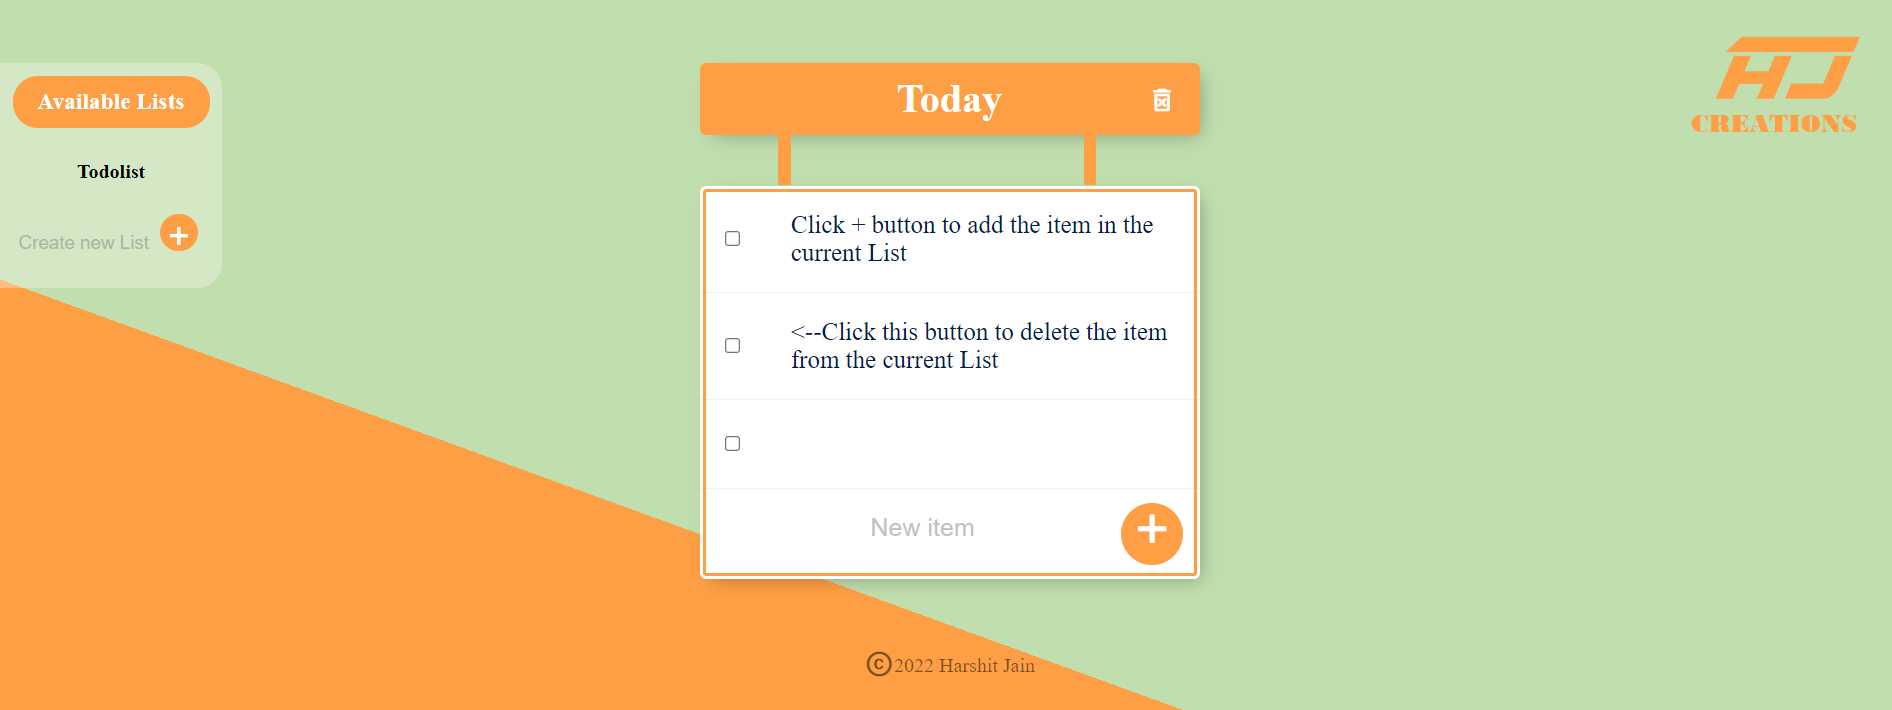 Available Lists
Todolist
Create new List
Today
Click + button to add the item in the
current List
<--Click this button to delete the item
from the current List
New item
HJ
CREATIONS
©2022 Harshit Jain